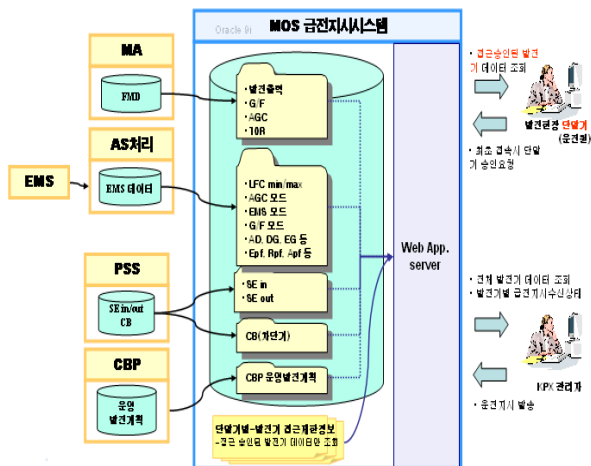 Oracle 9i
MOS 급전지시시스템
MA
FMD
AS처리
EMS
EMS 데이터
PSS
SE in/out
CB
CBP
운영
발전계획
• 발전출력
• G/F
• AGC
• TOR
• LFC min/max
• AGC 모드
• EMS 모드
• G/F 모드
• AD, DG, EG 등
• Epf, Rpf, Apf 등
• SE in
• SE out
• CB(차단기)
• CBP 운영발전계획
단말기별-발전기 접근제한정보
-접근 승인된 발전기 데이터만 조회
Web App.
server
• 접근승인된 발전
기 데이터 조회
발전현장 단말기
(운전원)
• 최초 접속시 단말
기 승인요청
• 전체 발전기 데이터 조회
• 발전기별 급전지시수신상태
KPX 관리자
• 운전지시 발송